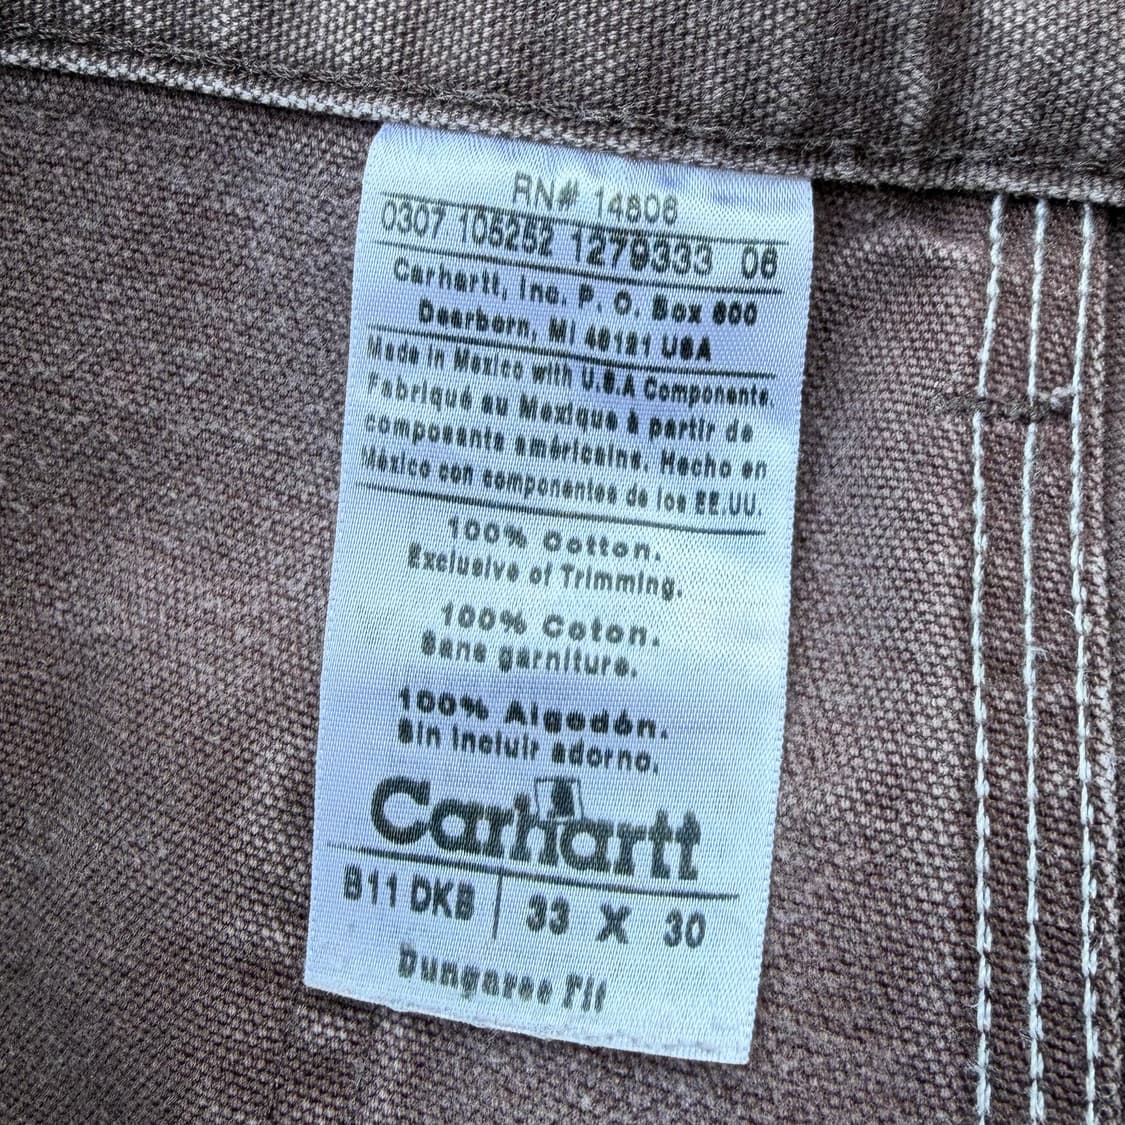 RN# 14806
0307 105252 1279333 06
Carhartt, Inc. P. O. Box 600
Dearborn, MI 48121 USA
Made in Mexico with U.S.A Components.
Fabriqué au Mexique à partir de
composants américains. Hecho en
México con componentes de los EE.UU.
100% Cotton.
Exclusive of Trimming.
100% Coton.
Sans garniture.
100% Algodón.
Sin incluir adorno.
Carhartt
B11 DKB 33 X 30
Dungaree Fit